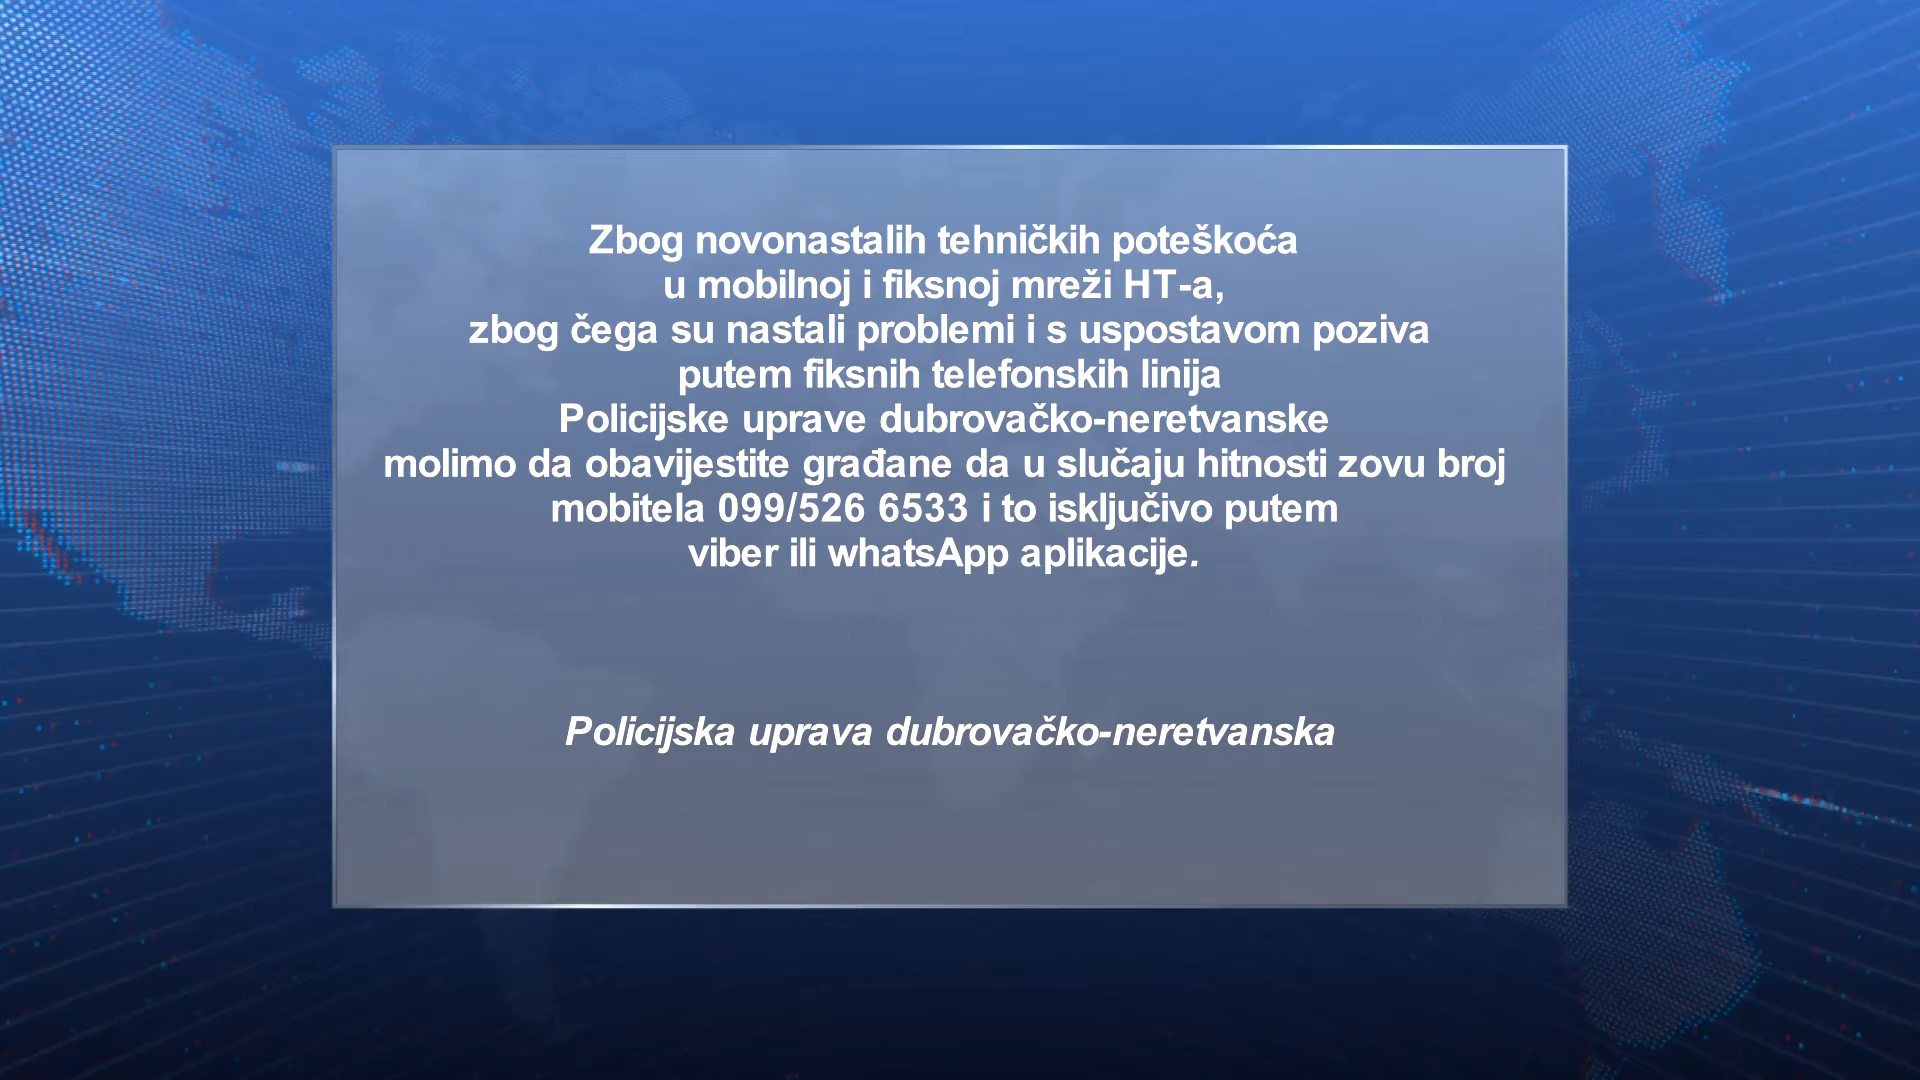 Zbog novonastalih tehničkih poteškoća
u mobilnoj i fiksnoj mreži HT-a,
zbog čega su nastali problemi i s uspostavom poziva
putem fiksnih telefonskih linija
Policijske uprave dubrovačko-neretvanske
molimo da obavijestite građane da u slučaju hitnosti zovu broj
mobitela 099/526 6533 i to isključivo putem
viber ili whatsApp aplikacije.
Policijska uprava dubrovačko-neretvanska